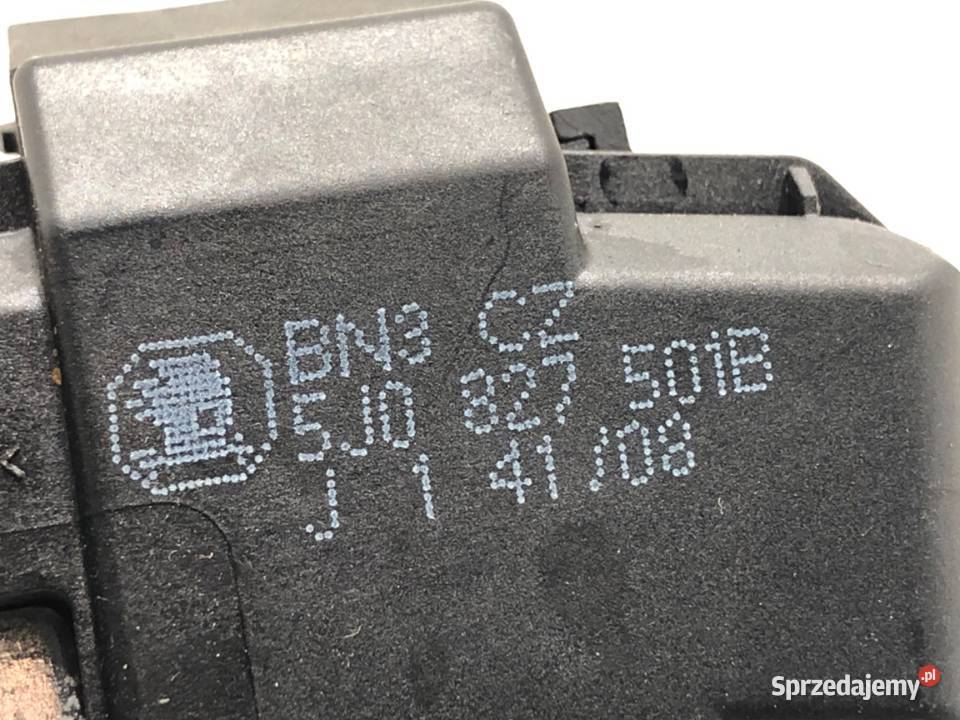 BN3 CZ
5J0 827 501B
J 1 41/08
Sprzedajemy.pl